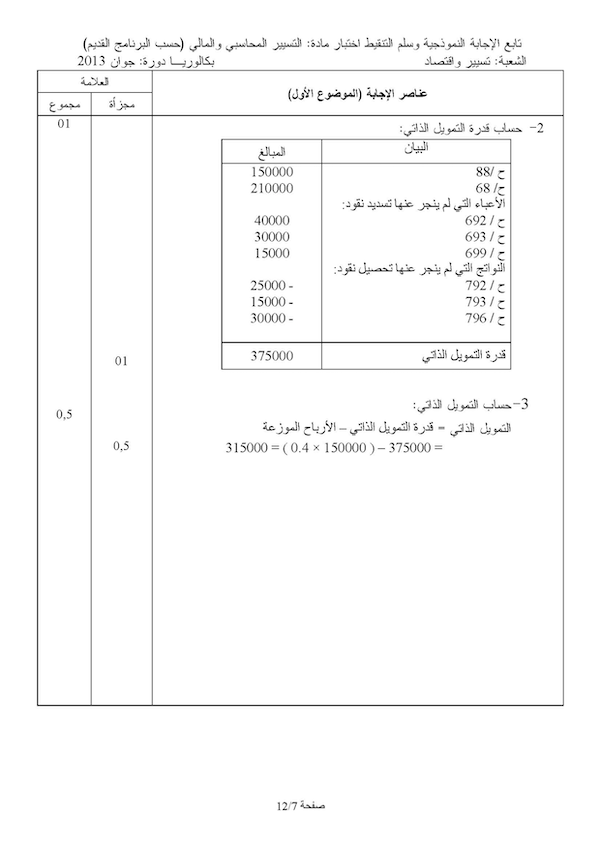 تابع الإجابة النموذجية وسلم التنقيط اختبار مادة: التسيير المحاسبي والمالي (حسب البرنامج القديم)
الشعبة: تسيير واقتصاد بكالوريـــا دورة: جوان 2013
عناصر الإجابة (الموضوع الأول) العلامة
مجزأة مجموع
2- حساب قدرة التمويل الذاتي: 01
البيان المبالغ
ح /88 150000
ح/ 68 210000
الأعباء التي لم ينجر عنها تسديد نقود:
ح / 692 40000
ح / 693 30000
ح / 699 15000
النواتج التي لم ينجر عنها تحصيل نقود:
ح / 792 25000 -
ح / 793 15000 -
ح / 796 30000 -
قدرة التمويل الذاتي 375000 01
3-حساب التمويل الذاتي: 0,5
التمويل الذاتي = قدرة التمويل الذاتي – الأرباح الموزعة
315000 = ( 0.4 × 150000 ) – 375000 = 0,5
صفحة 12/7